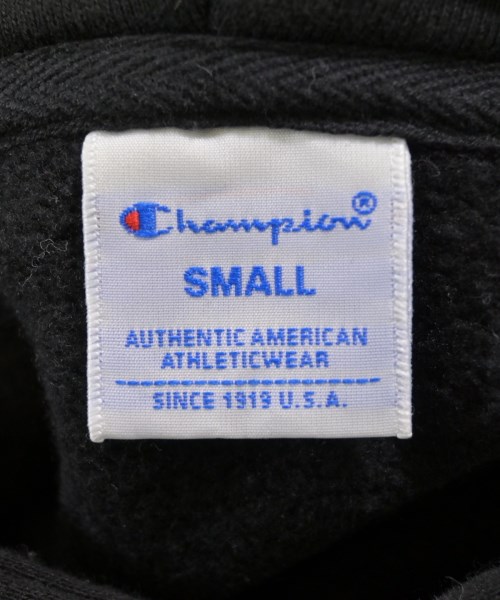 Champion®
SMALL
AUTHENTIC AMERICAN
ATHLETICWEAR
SINCE 1919 U.S.A.